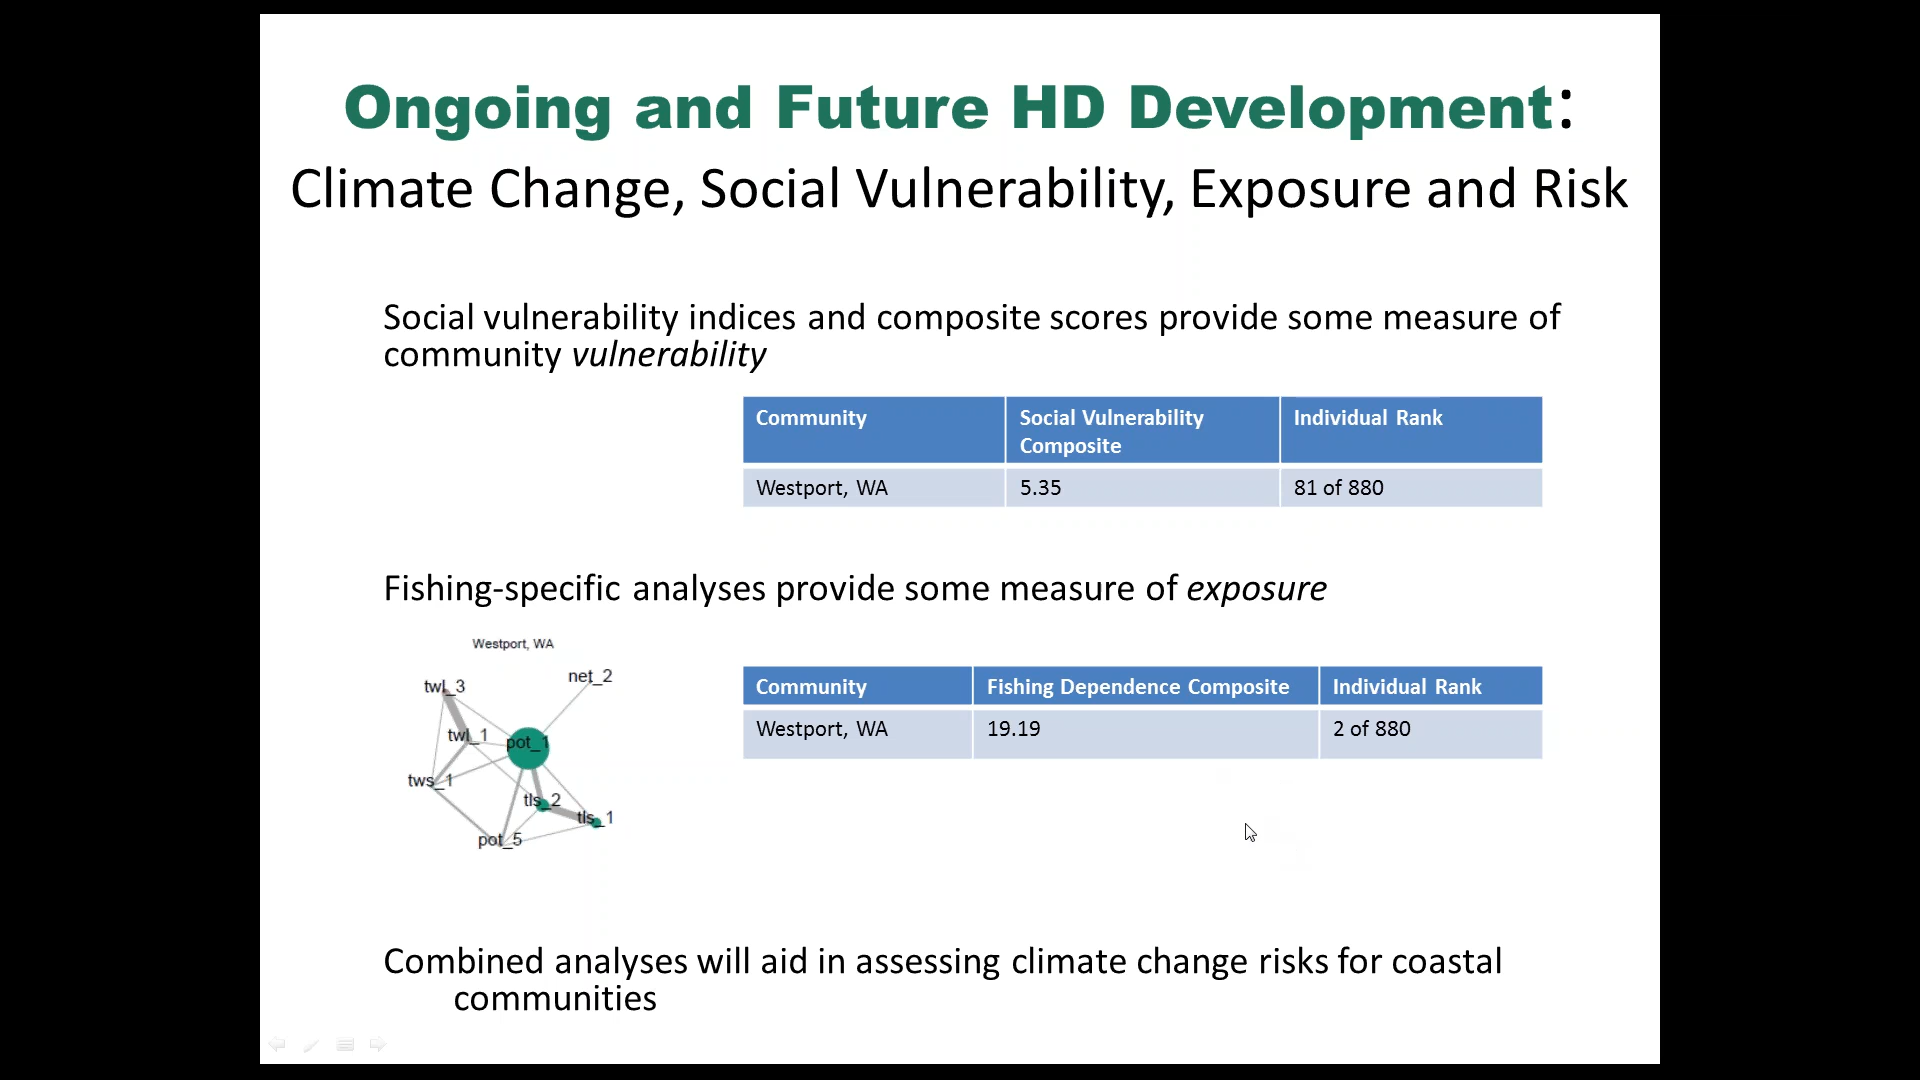 Ongoing and Future HD Development:
Climate Change, Social Vulnerability, Exposure and Risk
Social vulnerability indices and composite scores provide some measure of
community vulnerability
Community
Social Vulnerability
Composite
Individual Rank
Westport, WA
5.35
81 of 880
Fishing-specific analyses provide some measure of exposure
Westport, WA
net_2
twl_3
twl_1
pot_1
tws_1
tls_2
tls_1
pot_5
Community
Fishing Dependence Composite
Individual Rank
Westport, WA
19.19
2 of 880
Combined analyses will aid in assessing climate change risks for coastal
communities